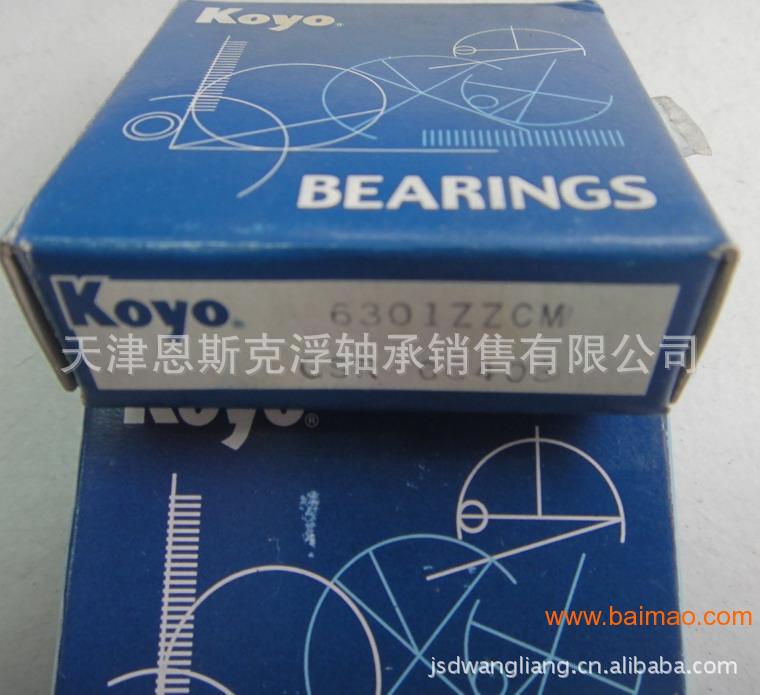 Koyo®
BEARINGS
Koyo® 6301ZZCM
天津恩斯克浮轴承销售有限公司
Koyo®
www.baimao.com
jsdwangliang.cn.alibaba.com